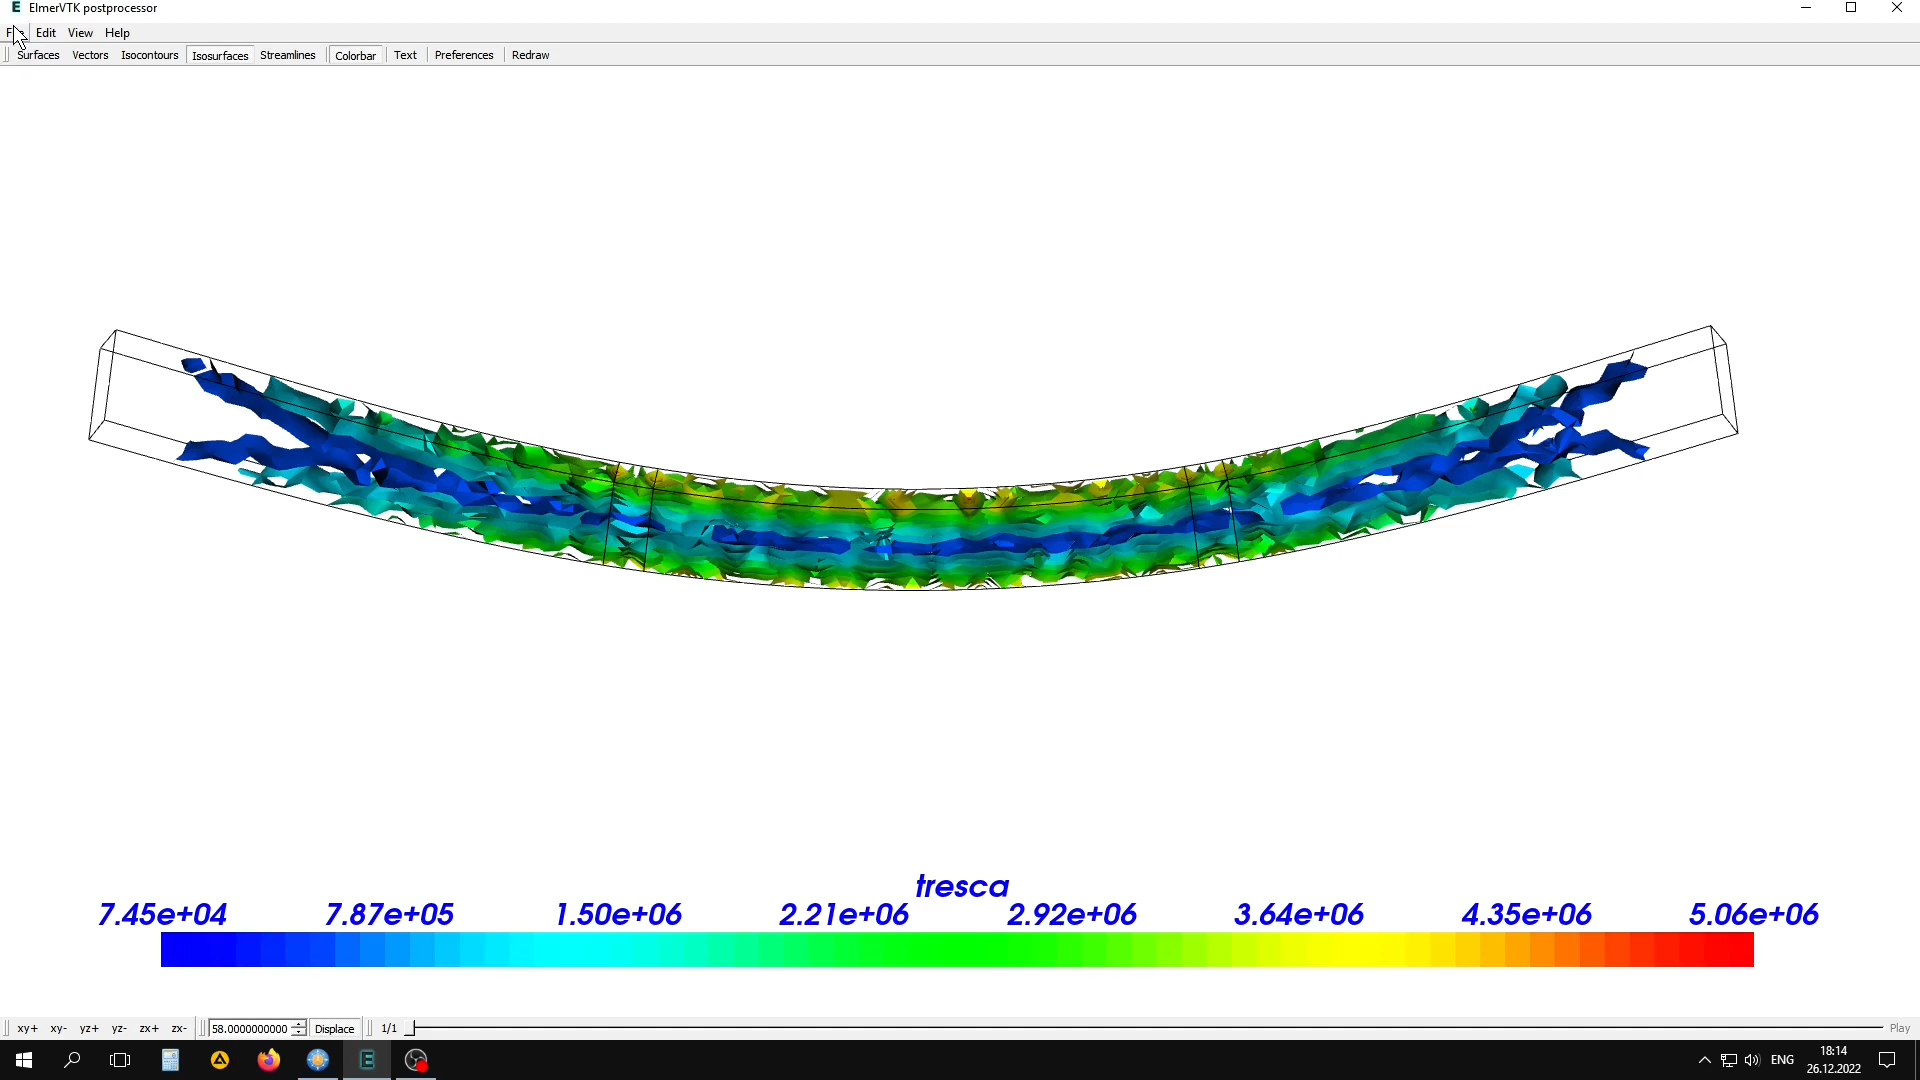 E ElmerVTK postprocessor
Edit View Help
Surfaces Vectors Isocontours Isosurfaces Streamlines Colorbar Text Preferences Redraw
tresca
7.45e+04 7.87e+05 1.50e+06 2.21e+06 2.92e+06 3.64e+06 4.35e+06 5.06e+06
xy+ xy- yz+ yz- zx+ zx- 58.0000000000 Displace 1/1 Play
E ENG 18:14
26.12.2022